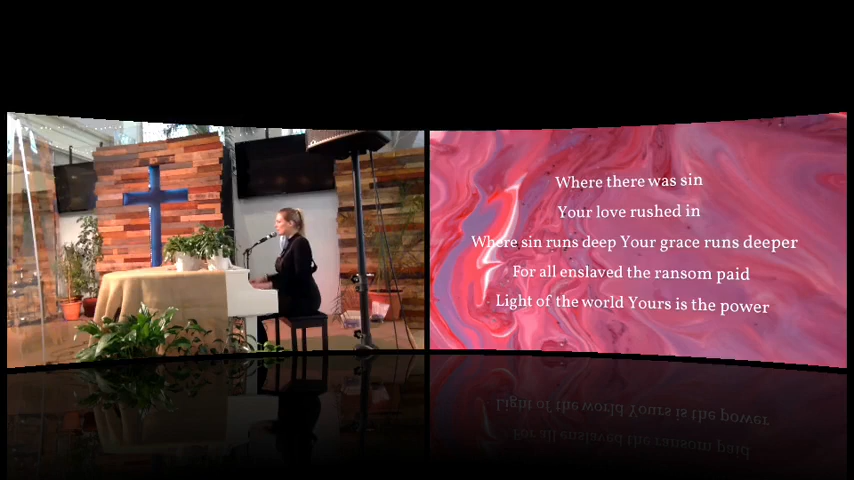 Where there was sin
Your love rushed in
Where sin runs deep Your grace runs deeper
For all enslaved the ransom paid
Light of the world Yours is the power